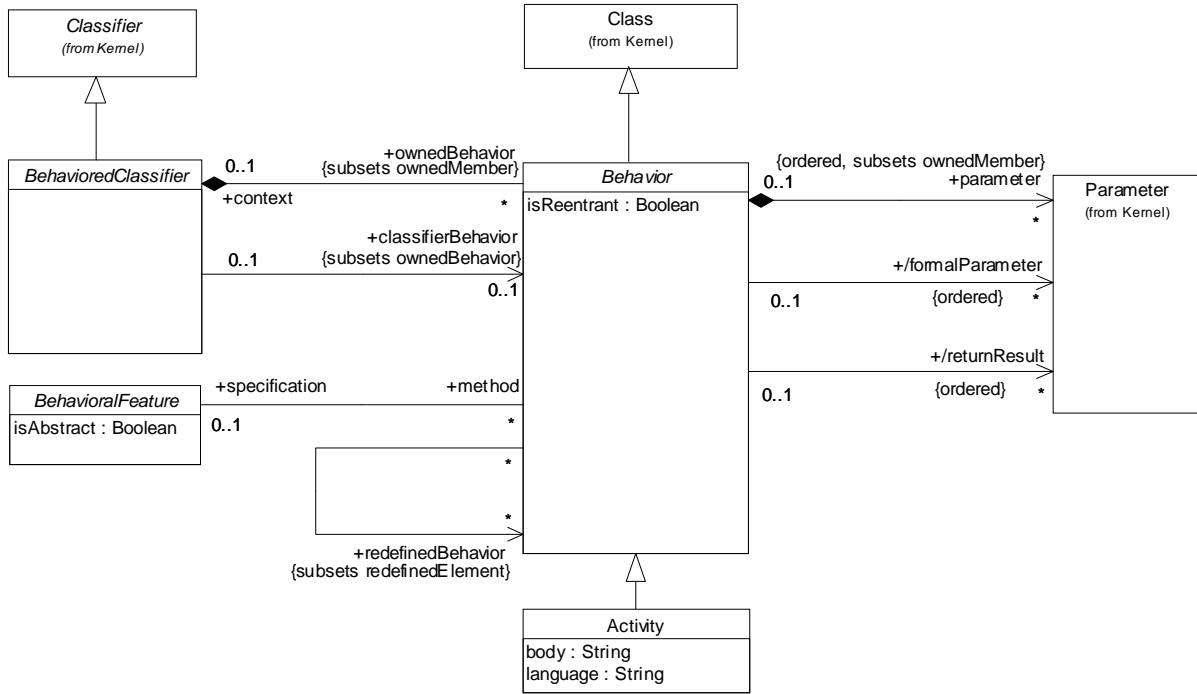 Classifier
(from Kernel)
Class
(from Kernel)
BehavioredClassifier
0..1
+ownedBehavior
{subsets ownedMember}
+context
*
+classifierBehavior
{subsets ownedBehavior}
0..1
0..1
Behavior
isReentrant : Boolean
{ordered, subsets ownedMember}
0..1
+parameter
*
Parameter
(from Kernel)
+/formalParameter
0..1
{ordered}
*
+/returnResult
0..1
{ordered}
*
BehavioralFeature
isAbstract : Boolean
+specification
0..1
+method
*
*
*
+redefinedBehavior
{subsets redefinedElement}
Activity
body : String
language : String